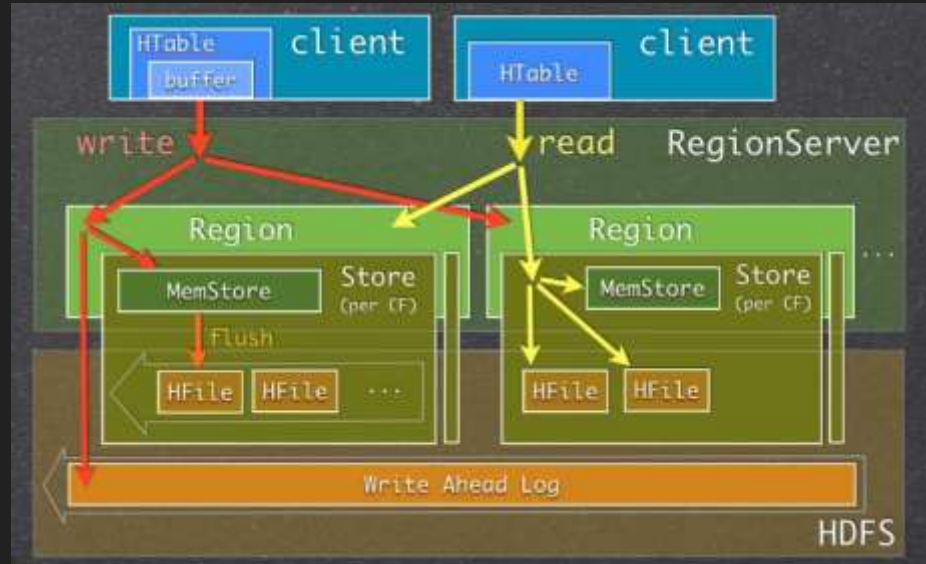 HTable
client
buffer
HTable
client
write
read
RegionServer
Region
MemStore
Store
(per CF)
flush
HFile
HFile
...
Region
MemStore
Store
(per CF)
HFile
HFile
...
Write Ahead Log
HDFS